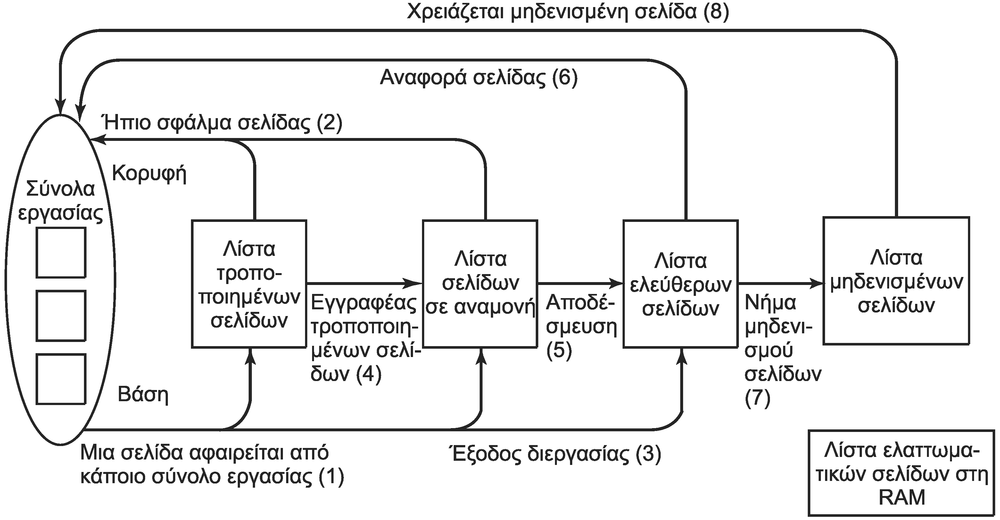 Χρειάζεται μηδενισμένη σελίδα (8)
Αναφορά σελίδας (6)
Ήπιο σφάλμα σελίδας (2)
Κορυφή
Σύνολα
εργασίας
Λίστα
τροπο-
ποιημένων
σελίδων
Εγγραφέας
τροποποιη-
μένων σελί-
δων (4)
Λίστα
σελίδων
σε αναμονή
Αποδέ-
σμευση
(5)
Λίστα
ελεύθερων
σελίδων
Νήμα
μηδενι-
σμού
σελίδων
(7)
Λίστα
μηδενισμένων
σελίδων
Βάση
Μια σελίδα αφαιρείται από
κάποιο σύνολο εργασίας (1)
Έξοδος διεργασίας (3)
Λίστα ελαττωμα-
τικών σελίδων στη
RAM